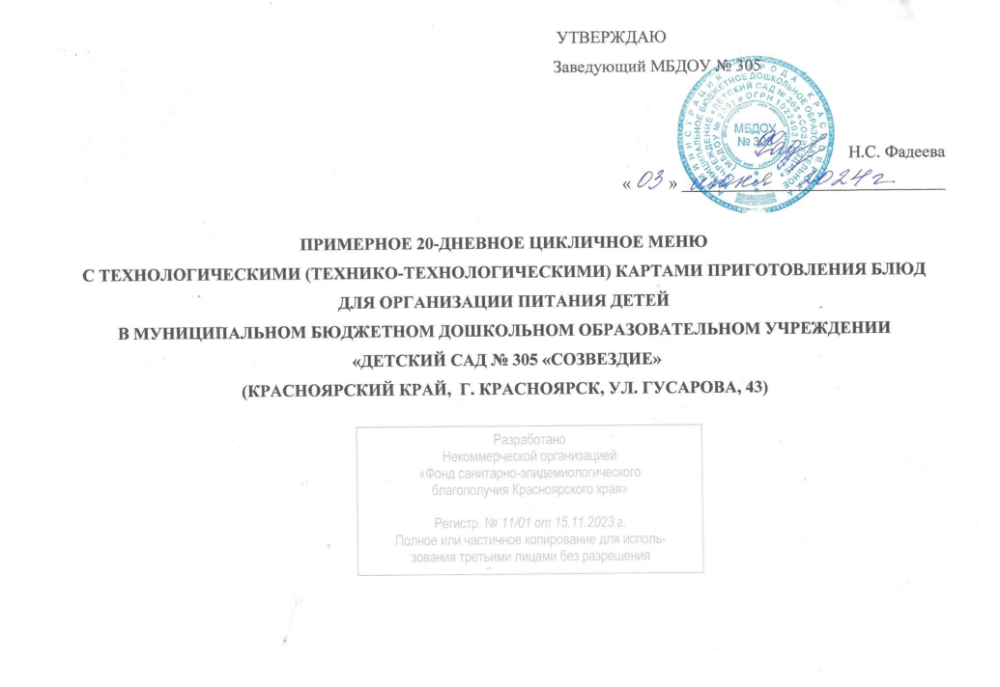 УТВЕРЖДАЮ
Заведующий МБДОУ № 305
МБДОУ
№ 305
Н.С. Фадеева
« 03 » июня 2024 г.
ПРИМЕРНОЕ 20-ДНЕВНОЕ ЦИКЛИЧНОЕ МЕНЮ
С ТЕХНОЛОГИЧЕСКИМИ (ТЕХНИКО-ТЕХНОЛОГИЧЕСКИМИ) КАРТАМИ ПРИГОТОВЛЕНИЯ БЛЮД
ДЛЯ ОРГАНИЗАЦИИ ПИТАНИЯ ДЕТЕЙ
В МУНИЦИПАЛЬНОМ БЮДЖЕТНОМ ДОШКОЛЬНОМ ОБРАЗОВАТЕЛЬНОМ УЧРЕЖДЕНИИ
«ДЕТСКИЙ САД № 305 «СОЗВЕЗДИЕ»
(КРАСНОЯРСКИЙ КРАЙ, Г. КРАСНОЯРСК, УЛ. ГУСАРОВА, 43)
Разработано
Некоммерческой организацией
«Фонд санитарно-эпидемиологического
благополучия Красноярского края»
Регистр. № 11/01 от 15.11.2023 г.
Полное или частичное копирование для исполь-
зования третьими лицами без разрешения